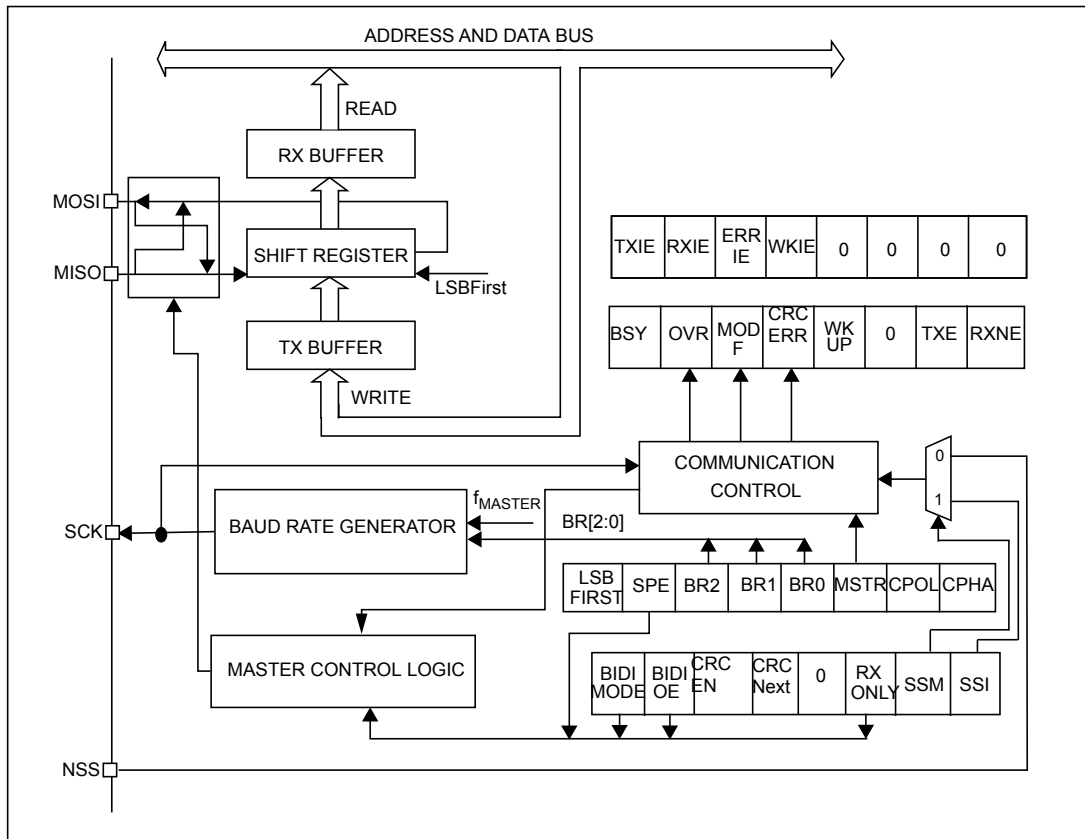 ADDRESS AND DATA BUS
READ
RX BUFFER
MOSI
SHIFT REGISTER
MISO
LSBFirst
TX BUFFER
WRITE
TXIE RXIE ERR IE WKIE 0 0 0 0
BSY OVR MOD F CRC ERR WK UP 0 TXE RXNE
COMMUNICATION
CONTROL
0
1
fMASTER
SCK
BAUD RATE GENERATOR
BR[2:0]
LSB FIRST SPE BR2 BR1 BR0 MSTR CPOL CPHA
MASTER CONTROL LOGIC
BIDI MODE BIDI OE CRC EN CRC Next 0 RX ONLY SSM SSI
NSS